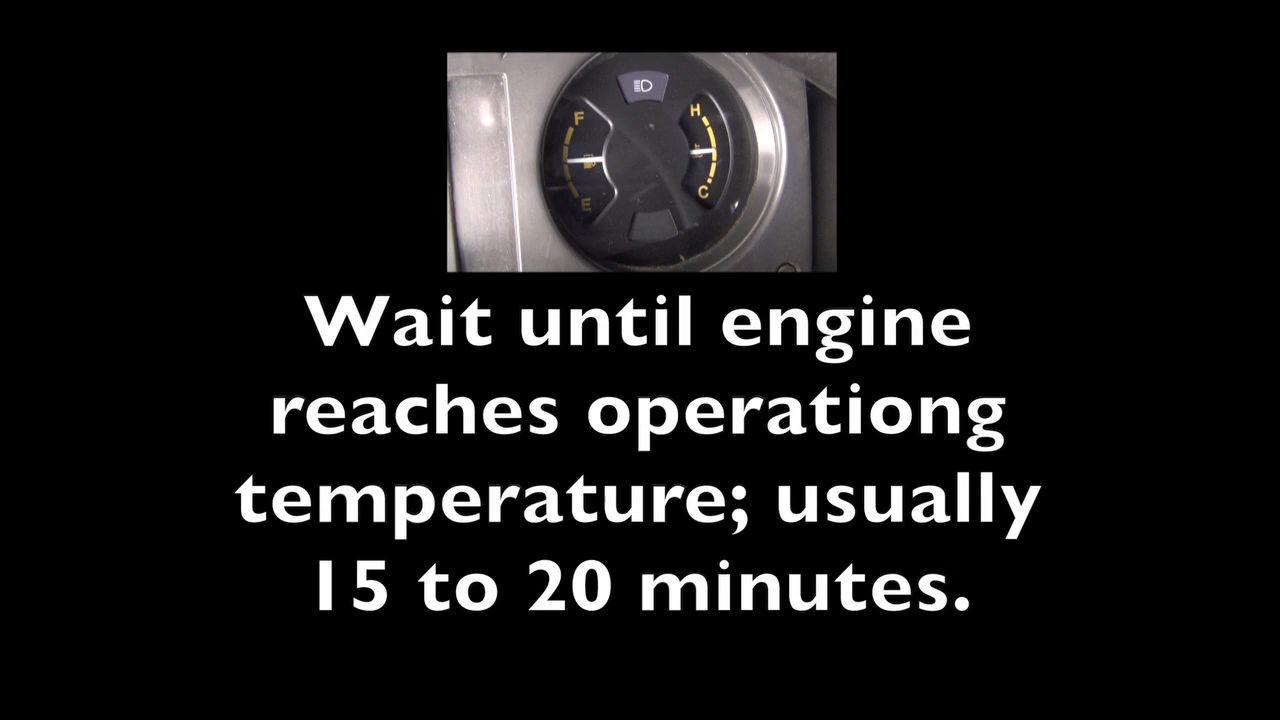 F
H
E
C
Wait until engine
reaches operationg
temperature; usually
15 to 20 minutes.